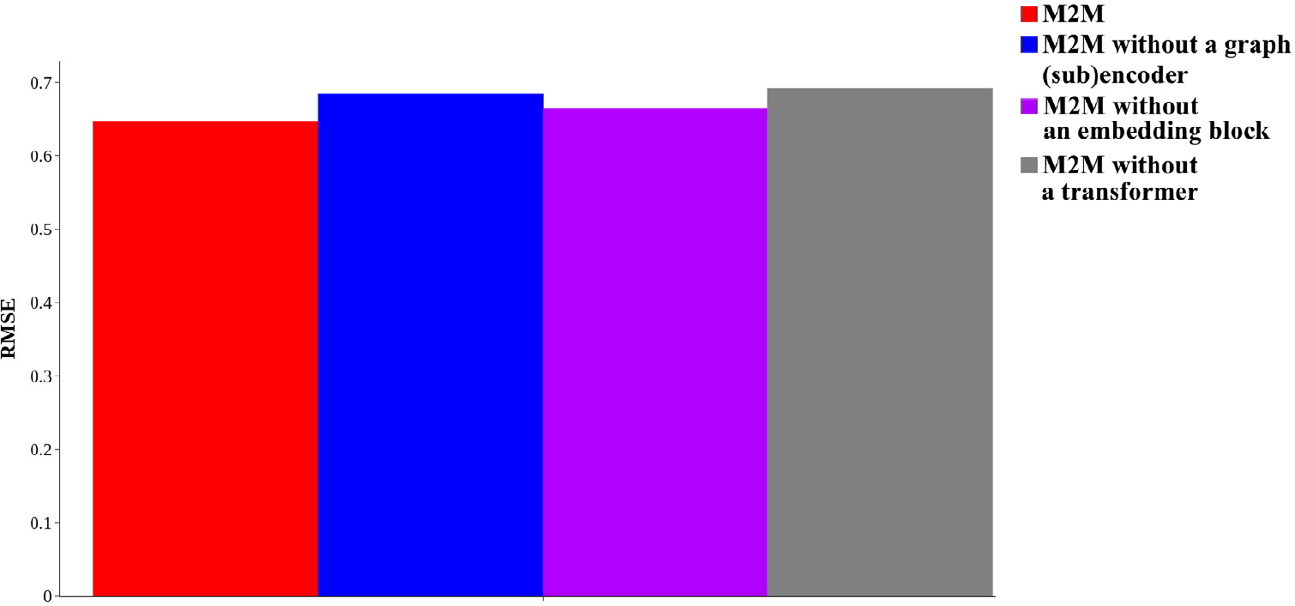 M2M
M2M without a graph
(sub)encoder
M2M without
an embedding block
M2M without
a transformer
0.7
0.6
0.5
0.4
0.3
0.2
0.1
0
RMSE